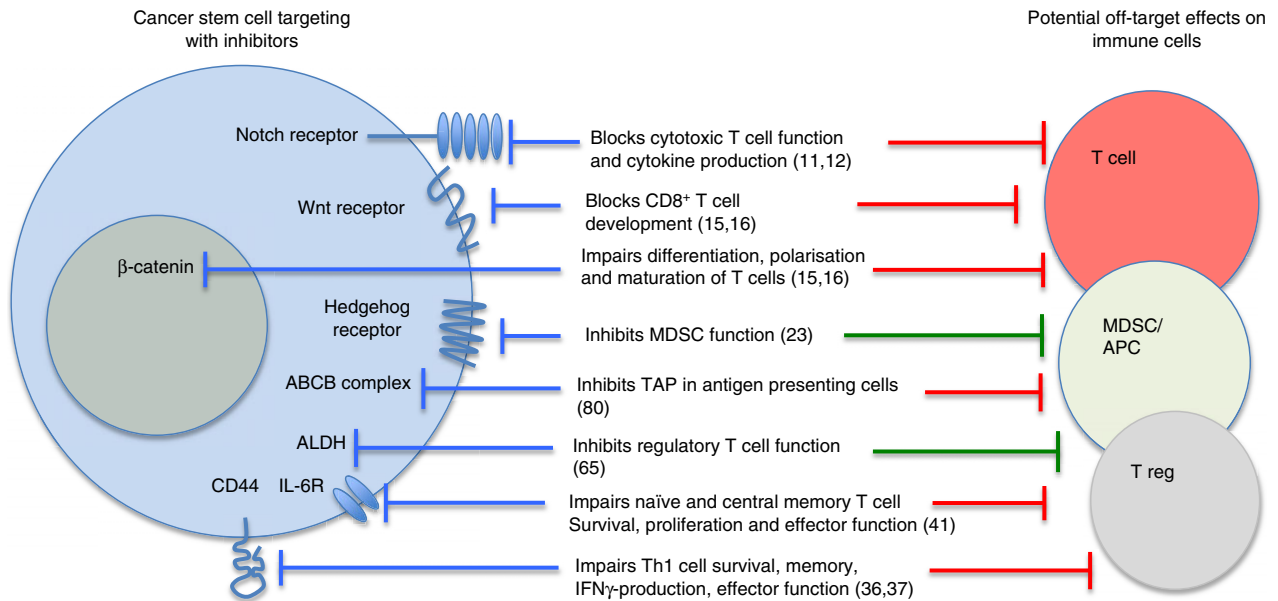 Cancer stem cell targeting
with inhibitors
Potential off-target effects on
immune cells
Notch receptor
Blocks cytotoxic T cell function
and cytokine production (11,12)
T cell
Wnt receptor
Blocks CD8⁺ T cell
development (15,16)
β-catenin
Impairs differentiation, polarisation
and maturation of T cells (15,16)
Hedgehog
receptor
Inhibits MDSC function (23)
MDSC/
APC
ABCB complex
Inhibits TAP in antigen presenting cells
(80)
ALDH
Inhibits regulatory T cell function
(65)
T reg
CD44 IL-6R
Impairs naïve and central memory T cell
Survival, proliferation and effector function (41)
Impairs Th1 cell survival, memory,
IFNγ-production, effector function (36,37)